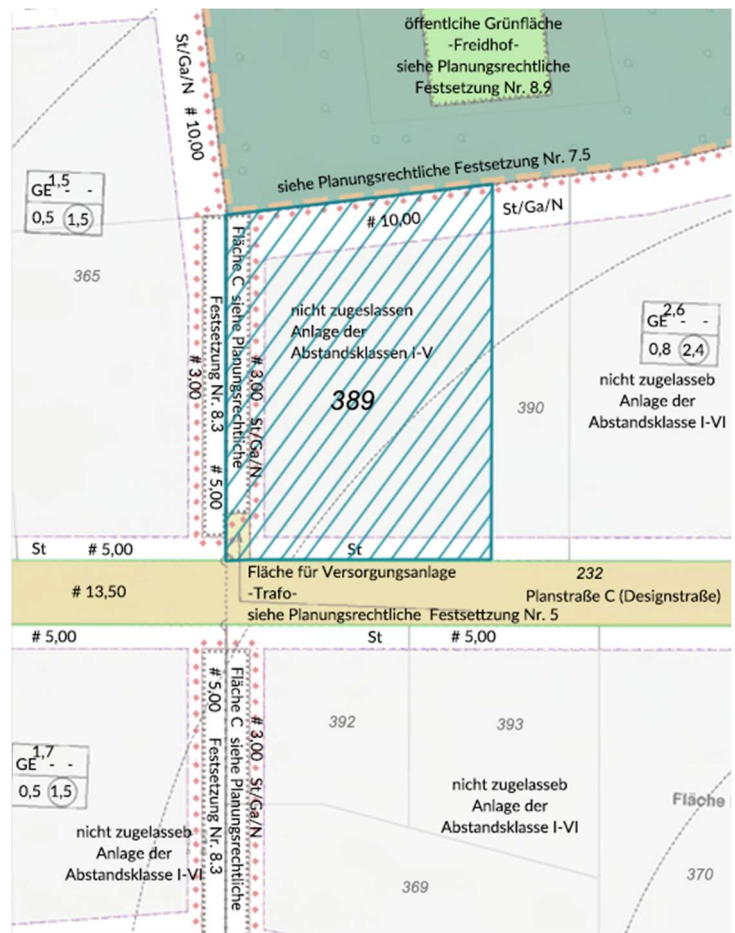 öffentlcihe Grünfläche
-Freidhof-
siehe Planungsrechtliche
Festsetzung Nr. 8.9
St/Ga/N # 10,00
siehe Planungsrechtliche Festsetzung Nr. 7.5
1,5
GE - -
0,5 1,5
365
# 10,00
St/Ga/N
Fläche C siehe Planungsrechtliche
Festsetzung Nr. 8.3 # 5,00
# 3,00
# 3,00 St/Ga/N
nicht zugeslassen
Anlage der
Abstandsklassen I-V
389
390
2,6
GE - -
0,8 2,4
nicht zugelasseb
Anlage der
Abstandsklasse I-VI
St # 5,00
St
# 13,50
Fläche für Versorgungsanlage
-Trafo-
siehe Planungsrechtliche Festsettzung Nr. 5
232
Planstraße C (Designstraße)
# 5,00
St # 5,00
# 5,00 Festsetzung Nr. 8.3
Fläche C siehe Planungsrechtliche
# 3,00 St/Ga/N
392
393
1,7
GE - -
0,5 1,5
nicht zugelasseb
Anlage der
Abstandsklasse I-VI
nicht zugelasseb
Anlage der
Abstandsklasse I-VI
Fläche
369
370